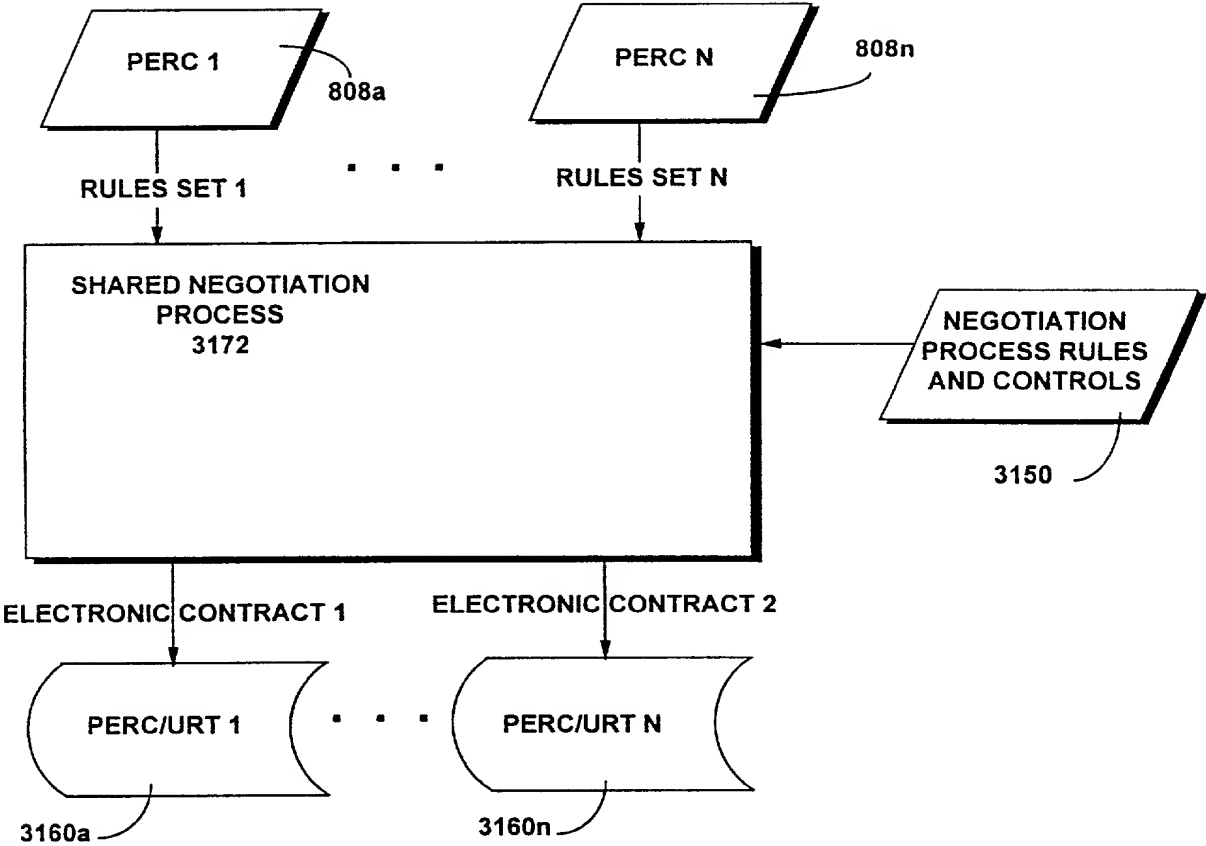 PERC 1
808a
PERC N
808n
RULES SET 1
RULES SET N
SHARED NEGOTIATION
PROCESS
3172
NEGOTIATION
PROCESS RULES
AND CONTROLS
3150
ELECTRONIC CONTRACT 1
ELECTRONIC CONTRACT 2
PERC/URT 1
PERC/URT N
3160a
3160n